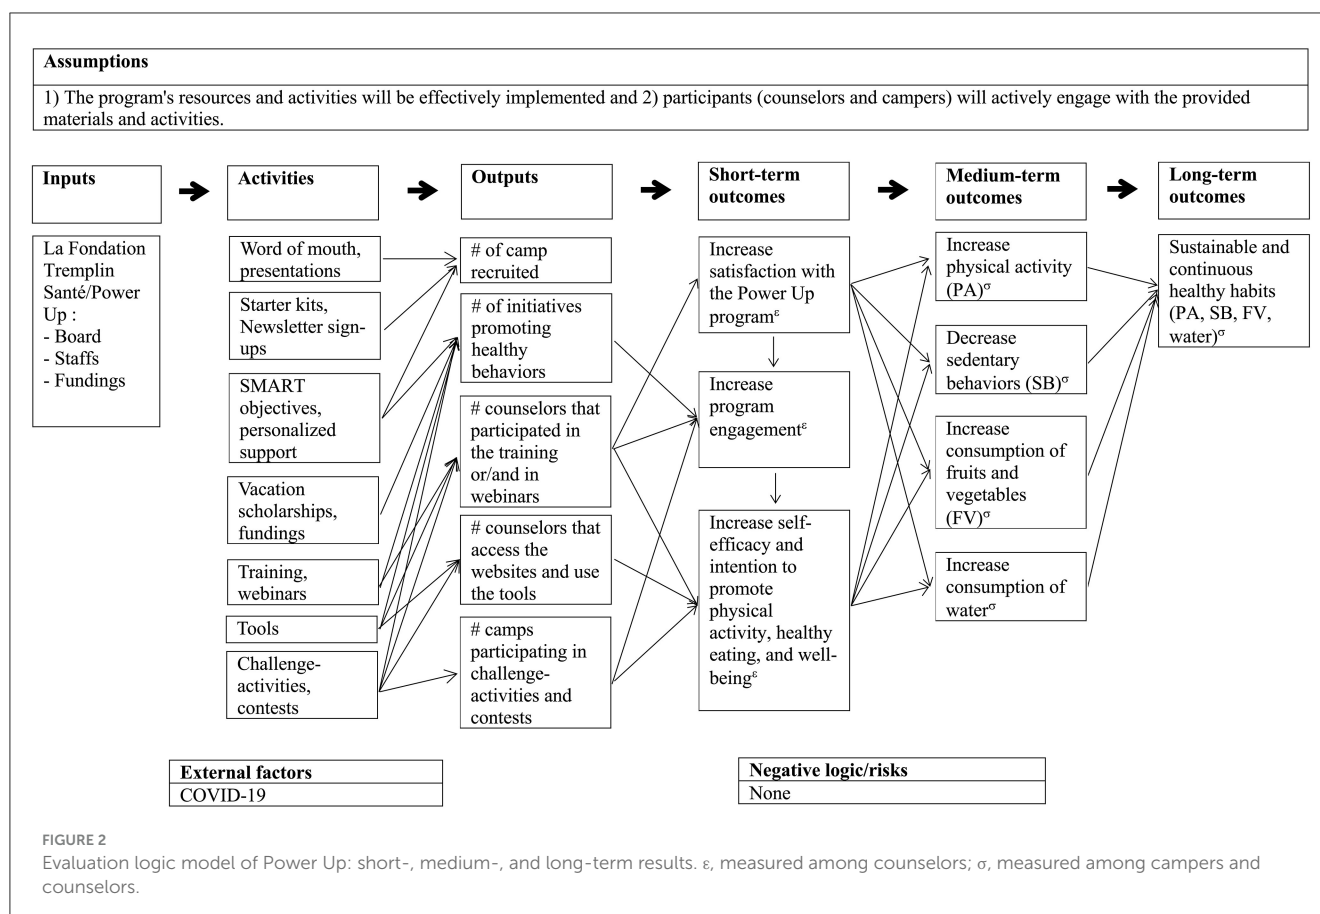 Assumptions
1) The program's resources and activities will be effectively implemented and 2) participants (counselors and campers) will actively engage with the provided
materials and activities.
Inputs
Activities
Outputs
Short-term
outcomes
Medium-term
outcomes
Long-term
outcomes
La Fondation
Tremplin
Santé/Power
Up :
- Board
- Staffs
- Fundings
Word of mouth,
presentations
Starter kits,
Newsletter sign-
ups
SMART
objectives,
personalized
support
Vacation
scholarships,
fundings
Training,
webinars
Tools
Challenge-
activities,
contests
# of camp
recruited
# of initiatives
promoting
healthy
behaviors
# counselors that
participated in
the training
or/and in
webinars
# counselors that
access the
websites and use
the tools
# camps
participating in
challenge-
activities and
contests
Increase
satisfaction with
the Power Up
program^ε
Increase
program
engagement^ε
Increase self-
efficacy and
intention to
promote
physical
activity, healthy
eating, and well-
being^ε
Increase
physical activity
(PA)^σ
Decrease
sedentary
behaviors (SB)^σ
Increase
consumption of
fruits and
vegetables
(FV)^σ
Increase
consumption of
water^σ
Sustainable and
continuous
healthy habits
(PA, SB, FV,
water)^σ
External factors
COVID-19
Negative logic/risks
None
FIGURE 2
Evaluation logic model of Power Up: short-, medium-, and long-term results. ε, measured among counselors; σ, measured among campers and
counselors.